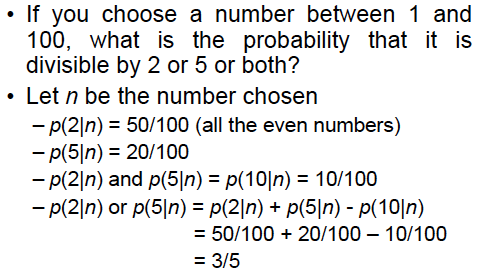 • If you choose a number between 1 and
100, what is the probability that it is
divisible by 2 or 5 or both?
• Let n be the number chosen
– p(2|n) = 50/100 (all the even numbers)
– p(5|n) = 20/100
– p(2|n) and p(5|n) = p(10|n) = 10/100
– p(2|n) or p(5|n) = p(2|n) + p(5|n) - p(10|n)
= 50/100 + 20/100 – 10/100
= 3/5